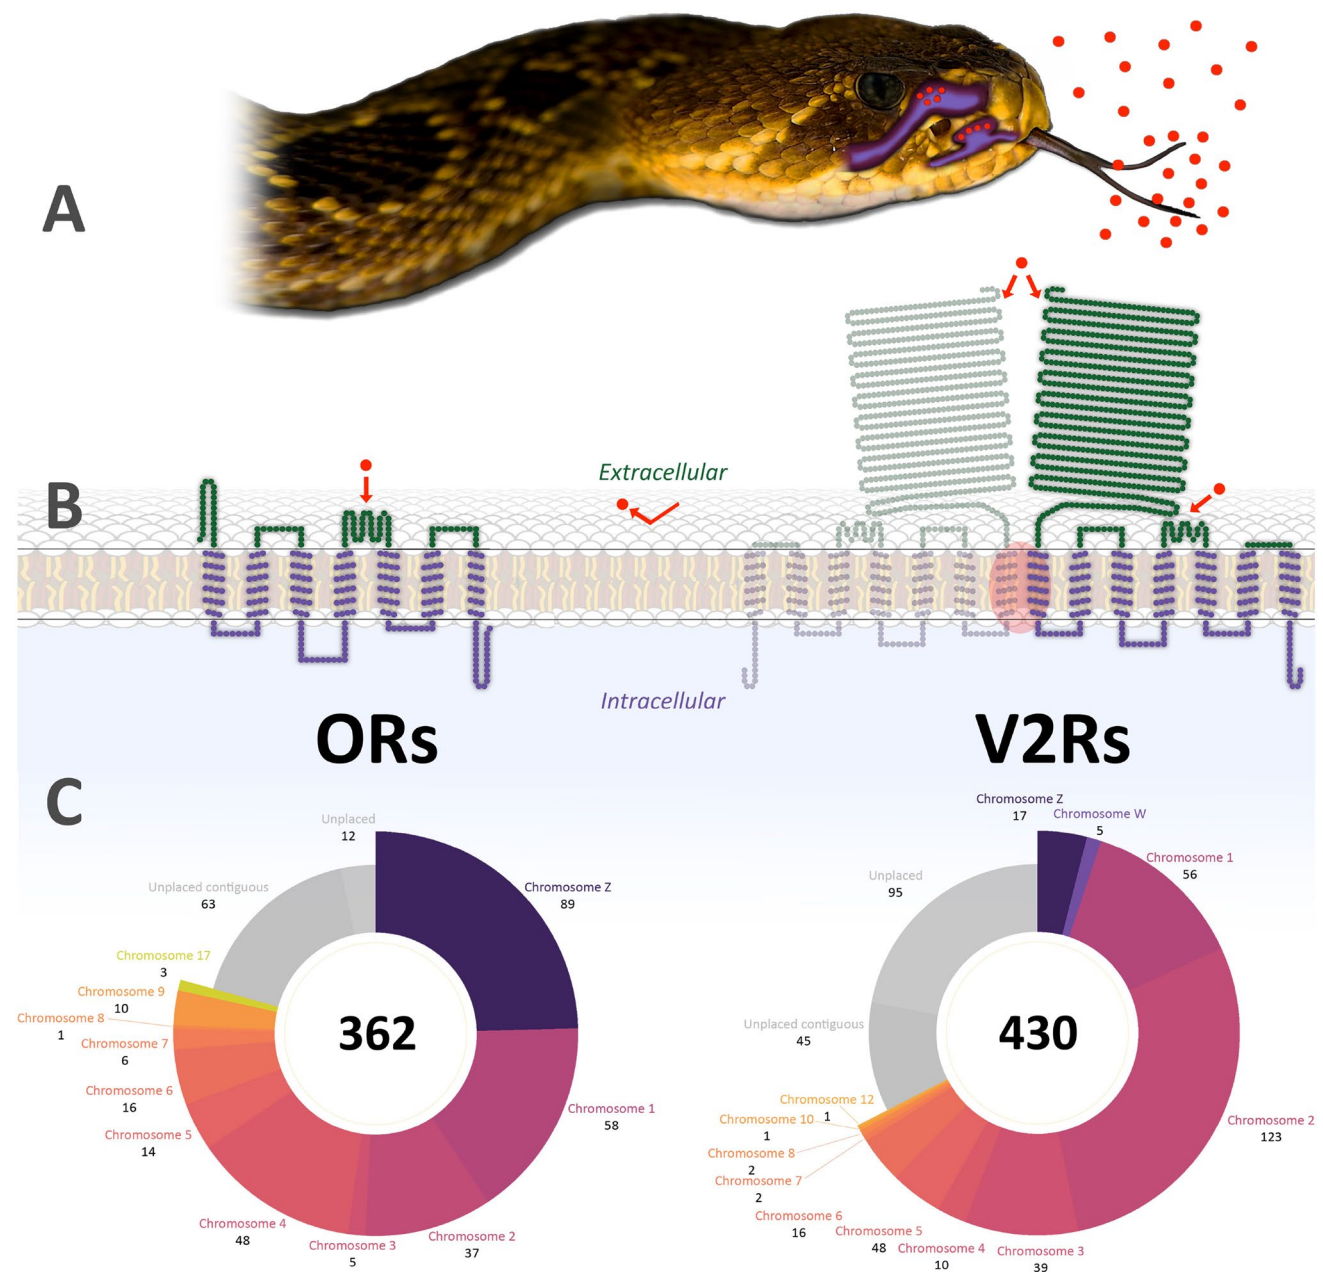 A
B
Extracellular
Intracellular
ORs
V2Rs
C
Unplaced
12
Unplaced contiguous
63
Chromosome Z
89
Chromosome 17
3
Chromosome 9
10
Chromosome 8
1
Chromosome 7
6
Chromosome 6
16
Chromosome 5
14
Chromosome 4
48
Chromosome 3
5
Chromosome 2
37
Chromosome 1
58
362
Chromosome Z
17
Chromosome W
5
Chromosome 1
56
Unplaced
95
Unplaced contiguous
45
Chromosome 12
1
Chromosome 10
1
Chromosome 8
2
Chromosome 7
2
Chromosome 6
16
Chromosome 5
48
Chromosome 4
10
Chromosome 3
39
Chromosome 2
123
430